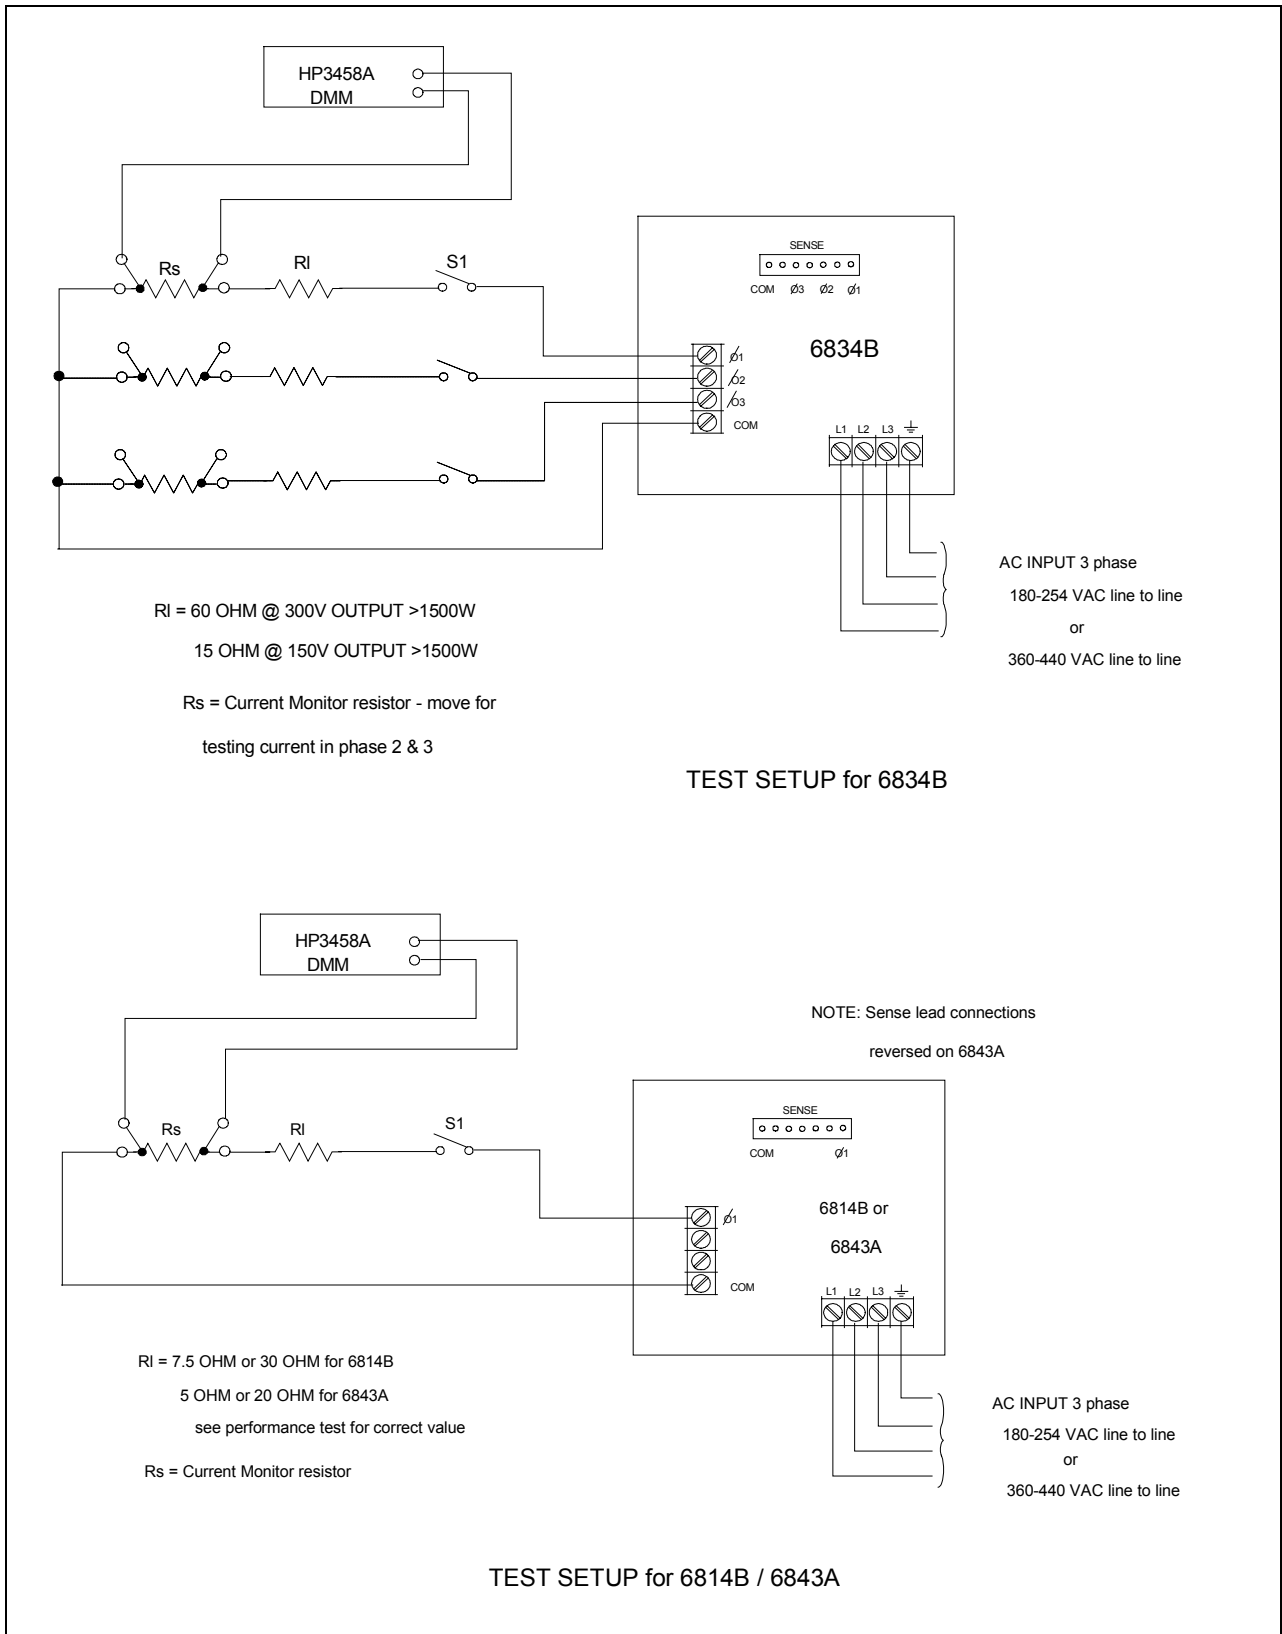 HP3458A
DMM
Rs
Rl
S1
SENSE
COM Ø3 Ø2 Ø1
6834B
Ø1
Ø2
Ø3
COM
L1 L2 L3
AC INPUT 3 phase
180-254 VAC line to line
or
360-440 VAC line to line
Rl = 60 OHM @ 300V OUTPUT >1500W
15 OHM @ 150V OUTPUT >1500W
Rs = Current Monitor resistor - move for
testing current in phase 2 & 3
TEST SETUP for 6834B
HP3458A
DMM
NOTE: Sense lead connections
reversed on 6843A
Rs
Rl
S1
SENSE
COM Ø1
6814B or
6843A
Ø1
COM
L1 L2 L3
Rl = 7.5 OHM or 30 OHM for 6814B
5 OHM or 20 OHM for 6843A
see performance test for correct value
Rs = Current Monitor resistor
AC INPUT 3 phase
180-254 VAC line to line
or
360-440 VAC line to line
TEST SETUP for 6814B / 6843A